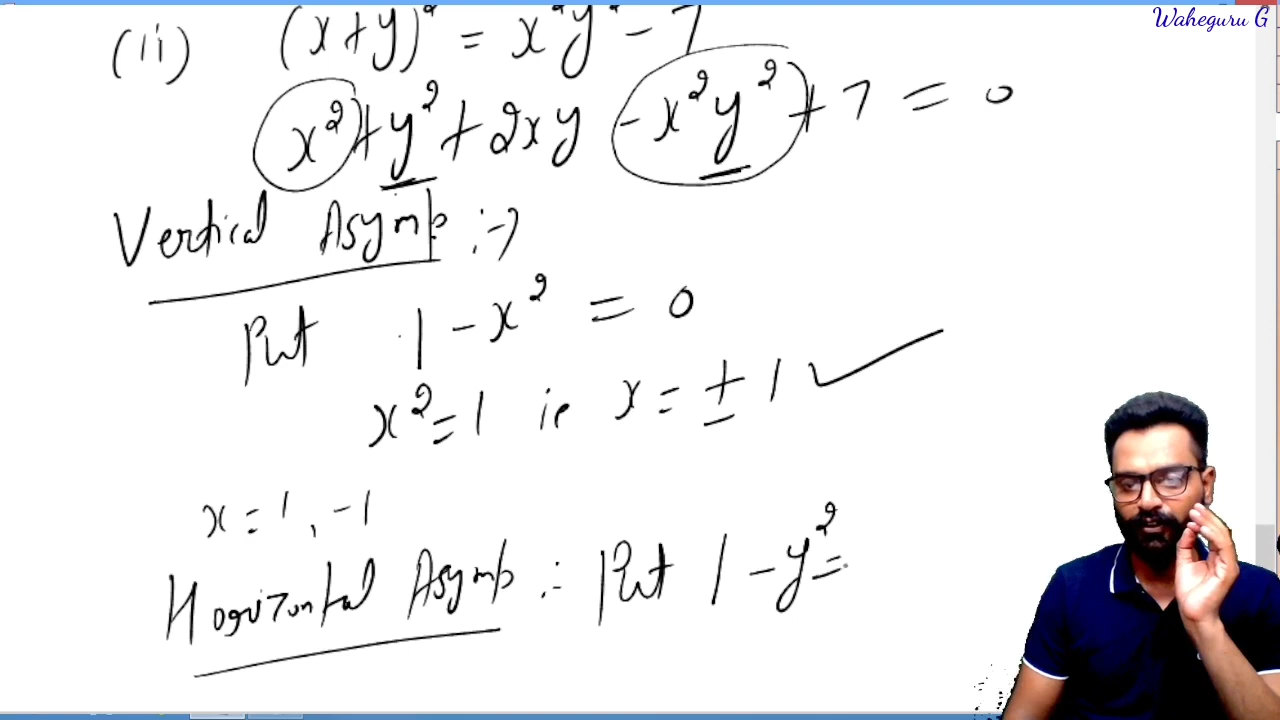 Waheguru G
(ii) (x+y)² = x²y² - 7
x² + y² + 2xy - x²y² + 7 = 0
Vertical Asymp :-
Put 1 - x² = 0
x² = 1 ie x = ± 1 ✓
x = 1, -1
Horizontal Asymp :- Put 1 - y² =